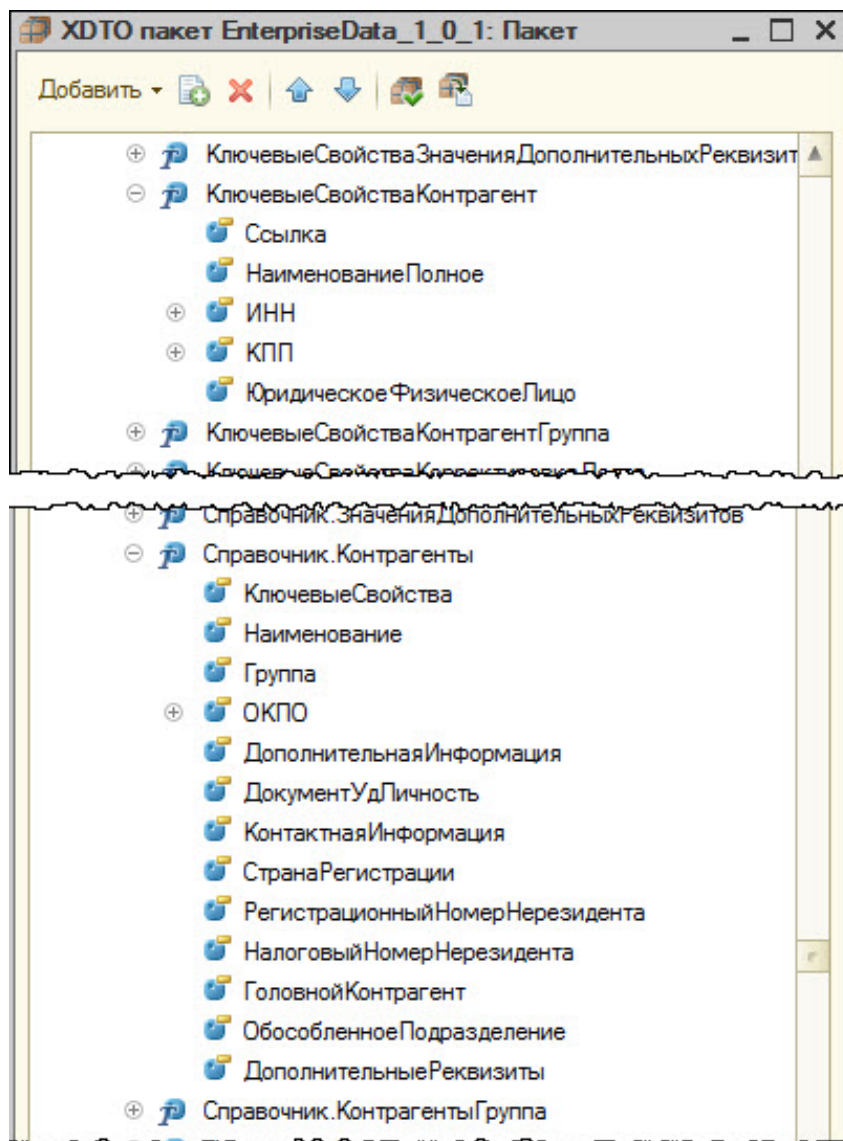 XDTO пакет EnterpriseData_1_0_1: Пакет
Добавить
КлючевыеСвойстваЗначенияДополнительныхРеквизит
КлючевыеСвойстваКонтрагент
Ссылка
НаименованиеПолное
ИНН
КПП
ЮридическоеФизическоеЛицо
КлючевыеСвойстваКонтрагентГруппа
Справочник.ЗначенияДополнительныхРеквизитов
Справочник.Контрагенты
КлючевыеСвойства
Наименование
Группа
ОКПО
ДополнительнаяИнформация
ДокументУдЛичность
КонтактнаяИнформация
СтранаРегистрации
РегистрационныйНомерНерезидента
НалоговыйНомерНерезидента
ГоловнойКонтрагент
ОбособленноеПодразделение
ДополнительныеРеквизиты
Справочник.КонтрагентыГруппа